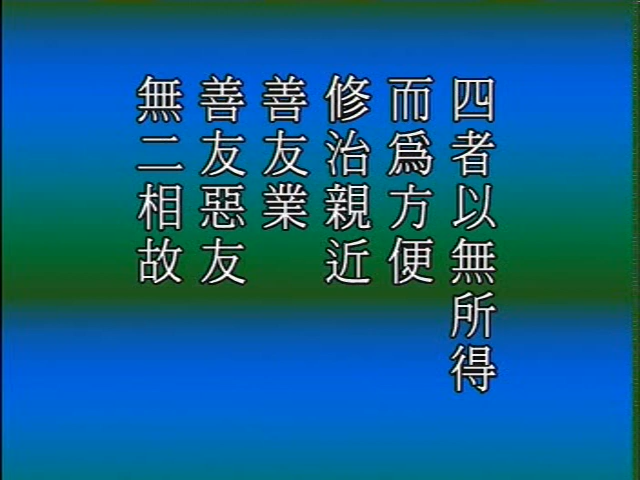 四者以無所得
而爲方便
修治親近
善友業
善友惡友
無二相故